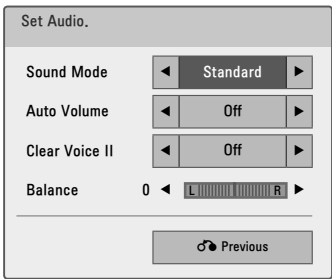 Set Audio.
Sound Mode ◄ Standard ►
Auto Volume ◄ Off ►
Clear Voice II ◄ Off ►
Balance 0 ◄ L R ►
Previous